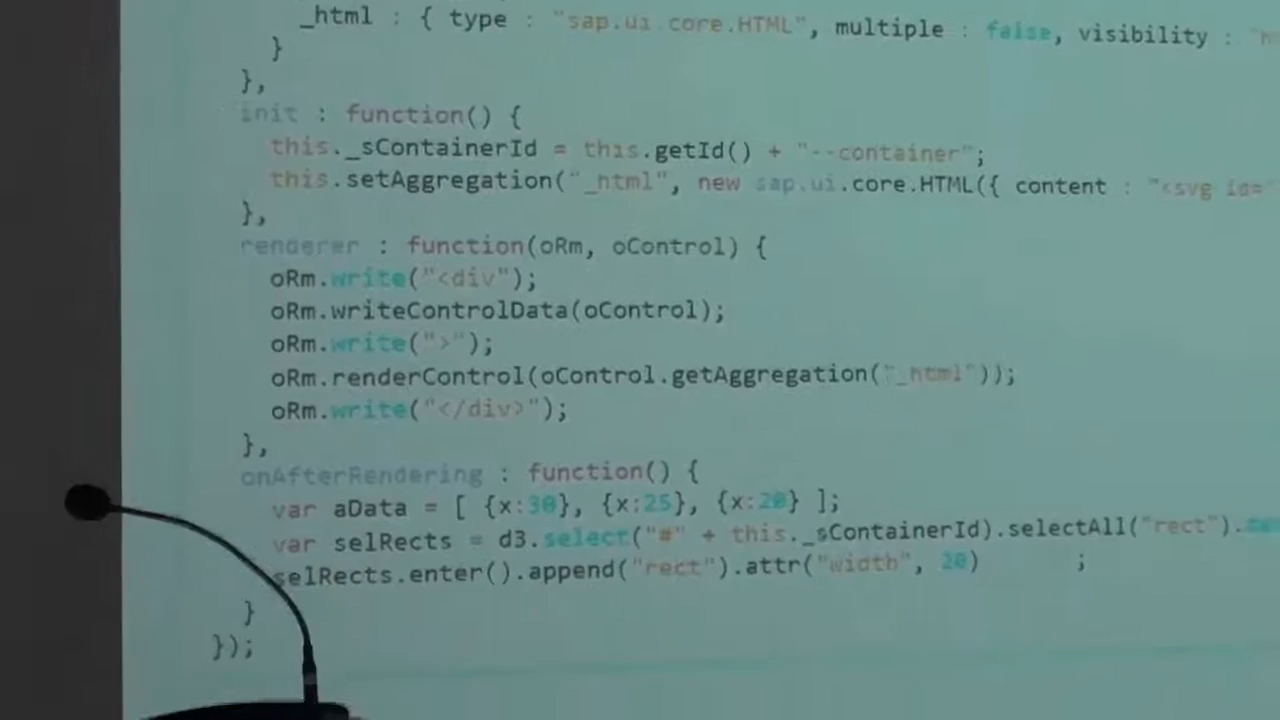 _html : { type : "sap.ui.core.HTML", multiple : false, visibility : "h
}
},
init : function() {
this._sContainerId = this.getId() + "--container";
this.setAggregation("_html", new sap.ui.core.HTML({ content : "<svg id='
},
renderer : function(oRm, oControl) {
oRm.write("<div");
oRm.writeControlData(oControl);
oRm.write(">");
oRm.renderControl(oControl.getAggregation("_html"));
oRm.write("</div>");
},
onAfterRendering : function() {
var aData = [ {x:30}, {x:25}, {x:20} ];
var selRects = d3.select("#" + this._sContainerId).selectAll("rect").
selRects.enter().append("rect").attr("width", 20) ;
}
});